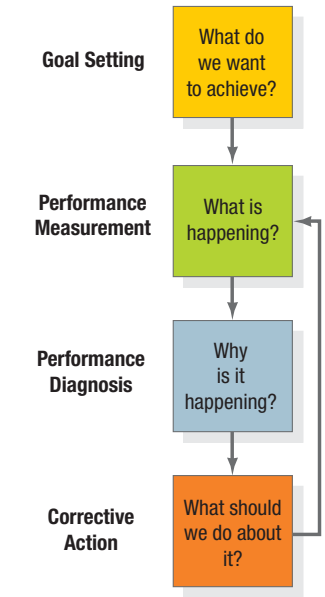 Goal Setting
What do
we want
to achieve?
Performance
Measurement
What is
happening?
Performance
Diagnosis
Why
is it
happening?
Corrective
Action
What should
we do about
it?